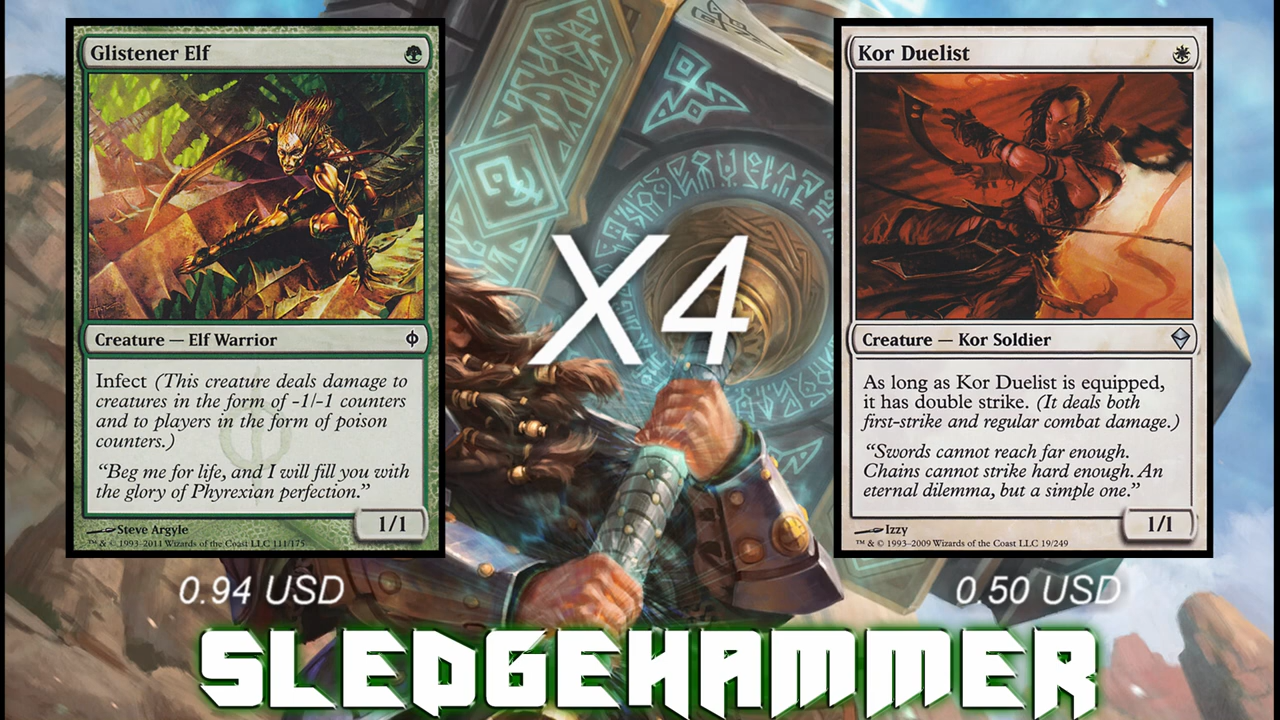 Glistener Elf
Creature — Elf Warrior
Infect (This creature deals damage to
creatures in the form of -1/-1 counters
and to players in the form of poison
counters.)
“Beg me for life, and I will fill you with
the glory of Phyrexian perfection.”
Steve Argyle
1/1
™ & © 1993–2011 Wizards of the Coast LLC 111/175
0.94 USD
X4
Kor Duelist
Creature — Kor Soldier
As long as Kor Duelist is equipped,
it has double strike. (It deals both
first-strike and regular combat damage.)
“Swords cannot reach far enough.
Chains cannot strike hard enough. An
eternal dilemma, but a simple one.”
Izzy
1/1
™ & © 1993–2009 Wizards of the Coast LLC 19/249
0.50 USD
SLEDGEHAMMER